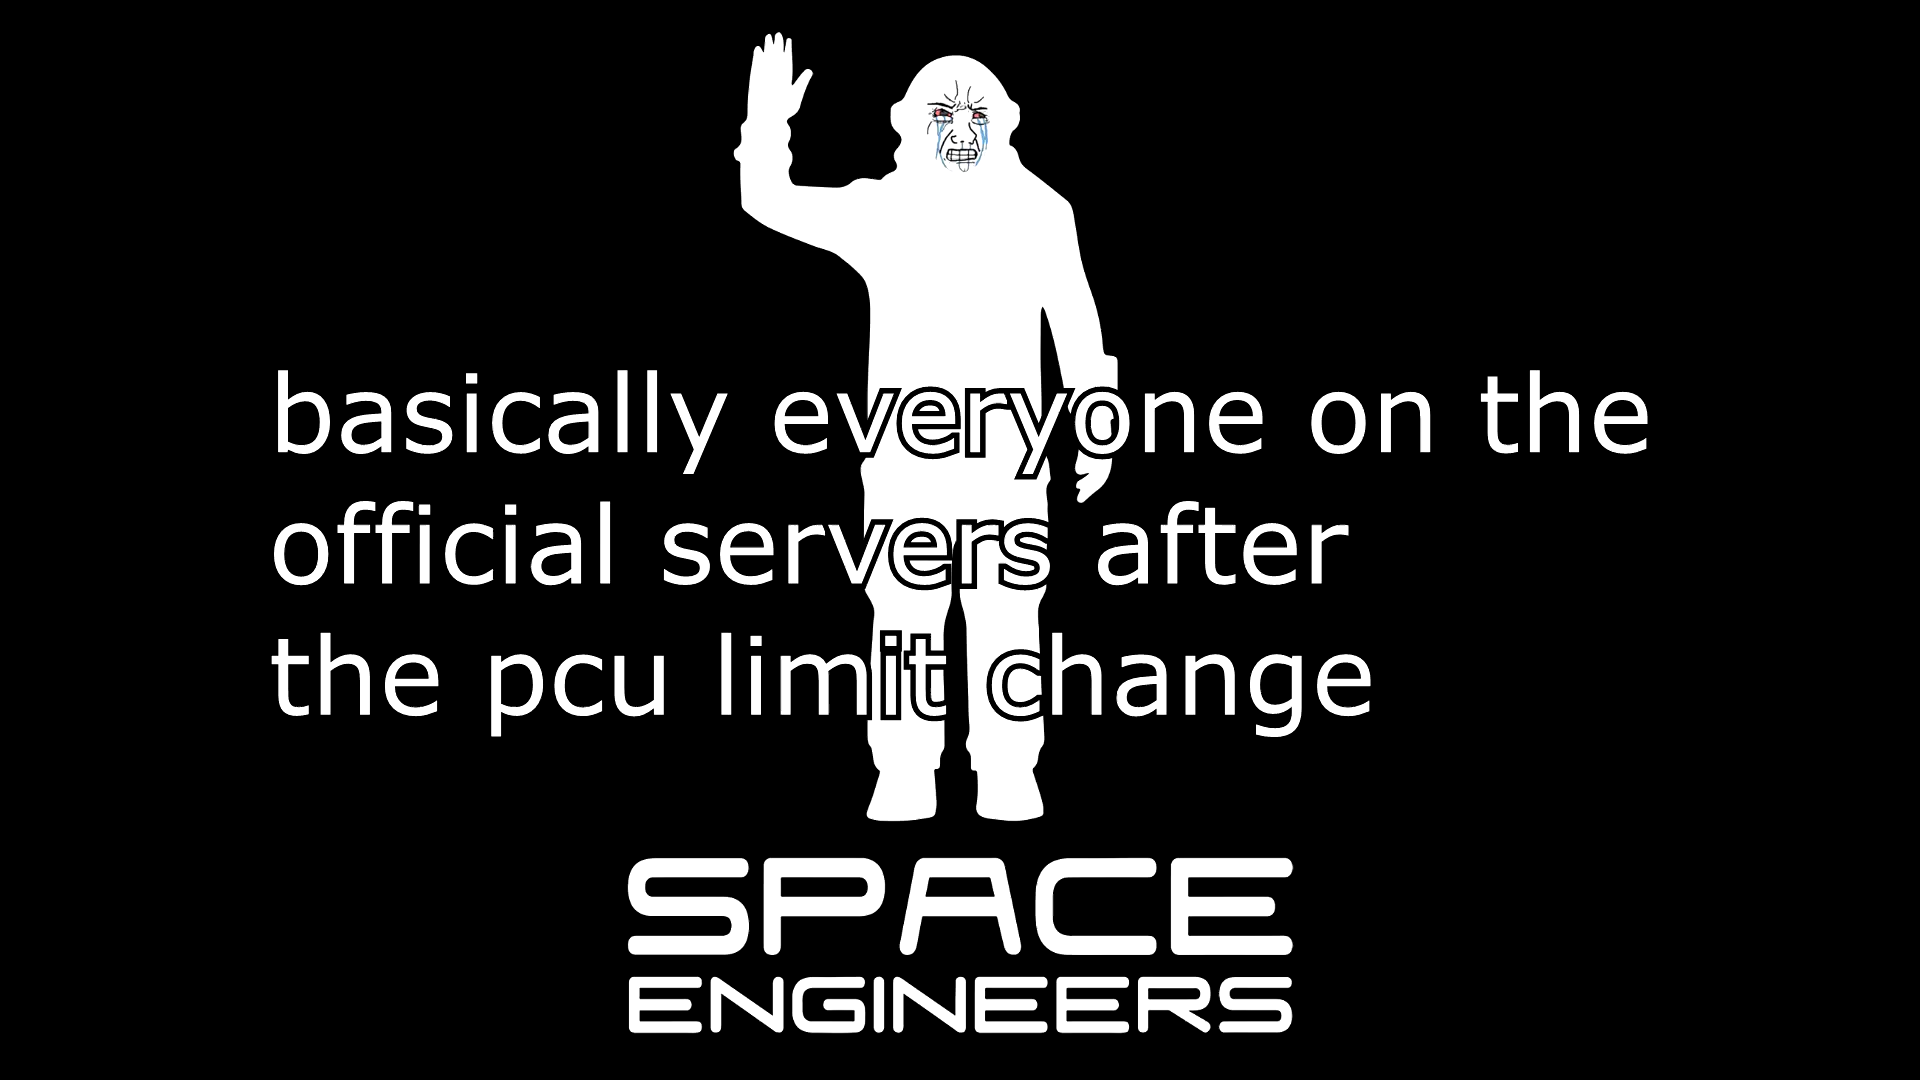 basically everyone on the
official servers after
the pcu limit change
SPACE
ENGINEERS